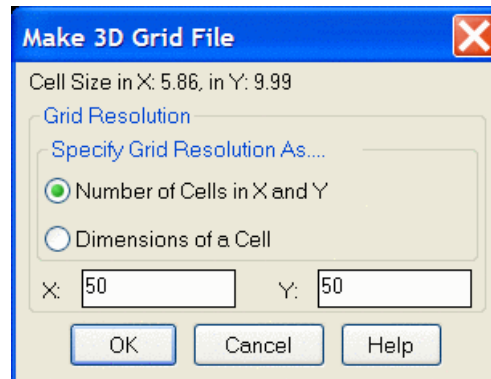 Make 3D Grid File
Cell Size in X: 5.86, in Y: 9.99
Grid Resolution
Specify Grid Resolution As....
Number of Cells in X and Y
Dimensions of a Cell
X: 50 Y: 50
OK Cancel Help